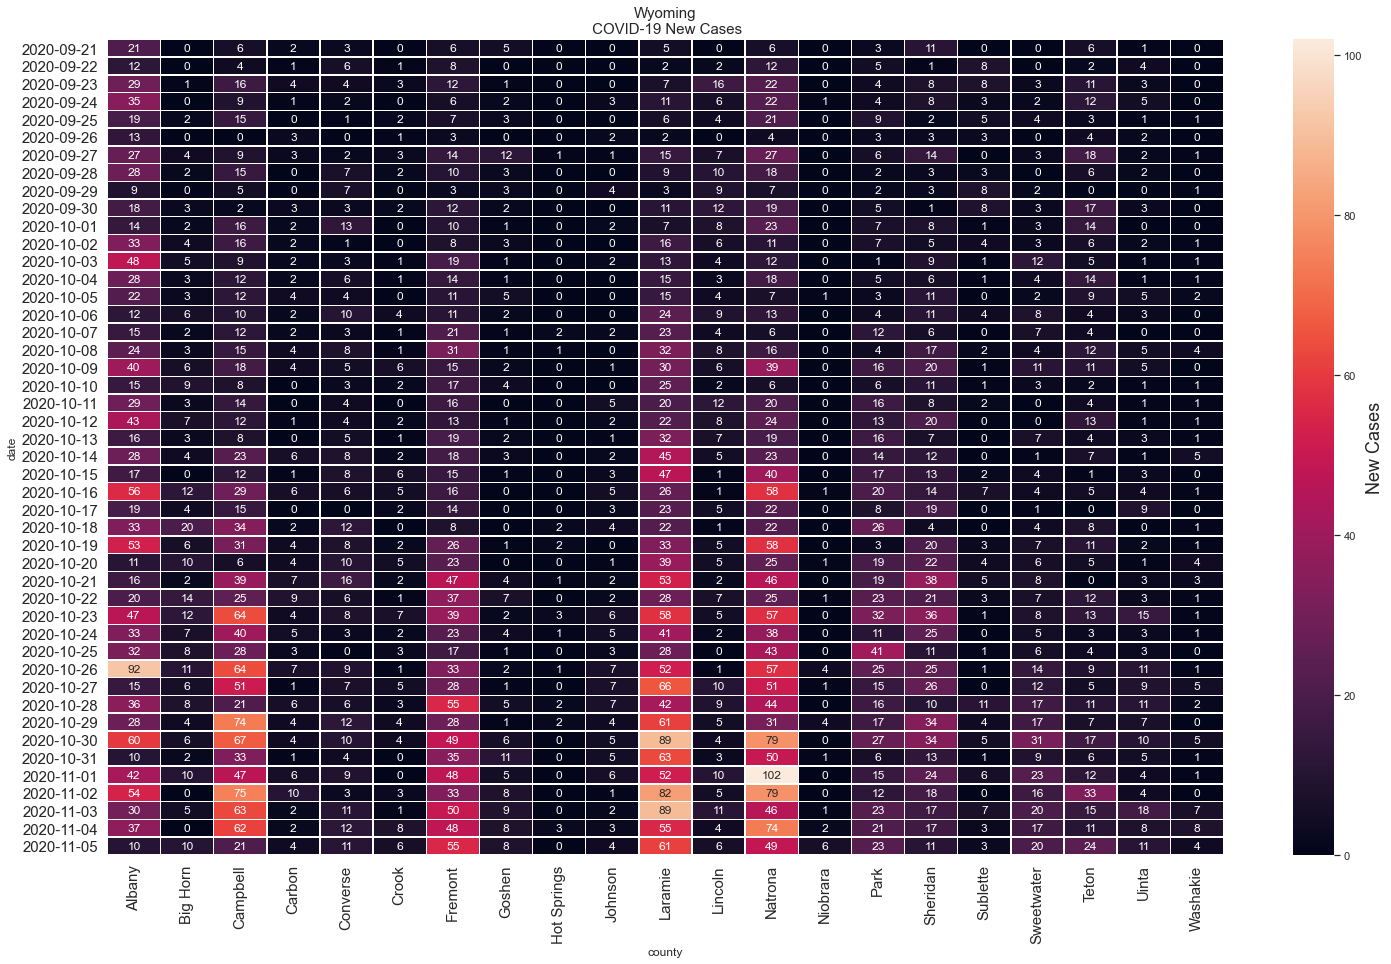 Wyoming
COVID-19 New Cases
2020-09-21 21 0 6 2 3 0 6 5 0 0 5 0 6 0 3 11 0 0 6 1 0
2020-09-22 12 0 4 1 6 1 8 0 0 0 2 2 12 0 5 1 8 0 2 4 0
2020-09-23 29 1 16 4 4 3 12 1 0 0 7 16 22 0 4 8 8 3 11 3 0
2020-09-24 35 0 9 1 2 0 6 2 0 3 11 6 22 1 4 8 3 2 12 5 0
2020-09-25 19 2 15 0 1 2 7 3 0 0 6 4 21 0 9 2 5 4 3 1 1
2020-09-26 13 0 0 3 0 1 3 0 0 2 2 0 4 0 3 3 3 0 4 2 0
2020-09-27 27 4 9 3 2 3 14 12 1 1 15 7 27 0 6 14 0 3 18 2 1
2020-09-28 28 2 15 0 7 2 10 3 0 0 9 10 18 0 2 3 3 0 6 2 0
2020-09-29 9 0 5 0 7 0 3 3 0 4 3 9 7 0 2 3 8 2 0 0 1
2020-09-30 18 3 2 3 3 2 12 2 0 0 11 12 19 0 5 1 8 3 17 3 0
2020-10-01 14 2 16 2 13 0 10 1 0 2 7 8 23 0 7 8 1 3 14 0 0
2020-10-02 33 4 16 2 1 0 8 3 0 0 16 6 11 0 7 5 4 3 6 2 1
2020-10-03 48 5 9 2 3 1 19 1 0 2 13 4 12 0 1 9 1 12 5 1 1
2020-10-04 28 3 12 2 6 1 14 1 0 0 15 3 18 0 5 6 1 4 14 1 1
2020-10-05 22 3 12 4 4 0 11 5 0 0 15 4 7 1 3 11 0 2 9 5 2
2020-10-06 12 6 10 2 10 4 11 2 0 0 24 9 13 0 4 11 4 8 4 3 0
2020-10-07 15 2 12 2 3 1 21 1 2 2 23 4 6 0 12 6 0 7 4 0 0
2020-10-08 24 3 15 4 8 1 31 1 1 0 32 8 16 0 4 17 2 4 12 5 4
2020-10-09 40 6 18 4 5 6 15 2 0 1 30 6 39 0 16 20 1 11 11 5 0
2020-10-10 15 9 8 0 3 2 17 4 0 0 25 2 6 0 6 11 1 3 2 1 1
2020-10-11 29 3 14 0 4 0 16 0 0 5 20 12 20 0 16 8 2 0 4 1 1
2020-10-12 43 7 12 1 4 2 13 1 0 2 22 8 24 0 13 20 0 0 13 1 1
2020-10-13 16 3 8 0 5 1 19 2 0 1 32 7 19 0 16 7 0 7 4 3 1
2020-10-14 28 4 23 6 8 2 18 3 0 2 45 5 23 0 14 12 0 1 7 1 5
2020-10-15 17 0 12 1 8 6 15 1 0 3 47 1 40 0 17 13 2 4 1 3 0
2020-10-16 56 12 29 6 6 5 16 0 0 5 26 1 58 1 20 14 7 4 5 4 1
2020-10-17 19 4 15 0 0 2 14 0 0 3 23 5 22 0 8 19 0 1 0 9 0
2020-10-18 33 20 34 2 12 0 8 0 2 4 22 1 22 0 26 4 0 4 8 0 1
2020-10-19 53 6 31 4 8 2 26 1 2 0 33 5 58 0 3 20 3 7 11 2 1
2020-10-20 11 10 6 4 10 5 23 0 0 1 39 5 25 1 19 22 4 6 5 1 4
2020-10-21 16 2 39 7 16 2 47 4 1 2 53 2 46 0 19 38 5 8 0 3 3
2020-10-22 20 14 25 9 6 1 37 7 0 2 28 7 25 1 23 21 3 7 12 3 1
2020-10-23 47 12 64 4 8 7 39 2 3 6 58 5 57 0 32 36 1 8 13 15 1
2020-10-24 33 7 40 5 3 2 23 4 1 5 41 2 38 0 11 25 0 5 3 3 1
2020-10-25 32 8 28 3 0 3 17 1 0 3 28 0 43 0 41 11 1 6 4 3 0
2020-10-26 92 11 64 7 9 1 33 2 1 7 52 1 57 4 25 25 1 14 9 11 1
2020-10-27 15 6 51 1 7 5 28 1 0 7 66 10 51 1 15 26 0 12 5 9 5
2020-10-28 36 8 21 6 6 3 55 5 2 7 42 9 44 0 16 10 11 17 11 11 2
2020-10-29 28 4 74 4 12 4 28 1 2 4 61 5 31 4 17 34 4 17 7 7 0
2020-10-30 60 6 67 4 10 4 49 6 0 5 89 4 79 0 27 34 5 31 17 10 5
2020-10-31 10 2 33 1 4 0 35 11 0 5 63 3 50 1 6 13 1 9 6 5 1
2020-11-01 42 10 47 6 9 0 48 5 0 6 52 10 102 0 15 24 6 23 12 4 1
2020-11-02 54 0 75 10 3 3 33 8 0 1 82 5 79 0 12 18 0 16 33 4 0
2020-11-03 30 5 63 2 11 1 50 9 0 2 89 11 46 1 23 17 7 20 15 18 7
2020-11-04 37 0 62 2 12 8 48 8 3 3 55 4 74 2 21 17 3 17 11 8 8
2020-11-05 10 10 21 4 11 6 55 8 0 4 61 6 49 6 23 11 3 20 24 11 4
date
Albany Big Horn Campbell Carbon Converse Crook Fremont Goshen Hot Springs Johnson Laramie Lincoln Natrona Niobrara Park Sheridan Sublette Sweetwater Teton Uinta Washakie
county
100
80
60
40
20
0
New Cases